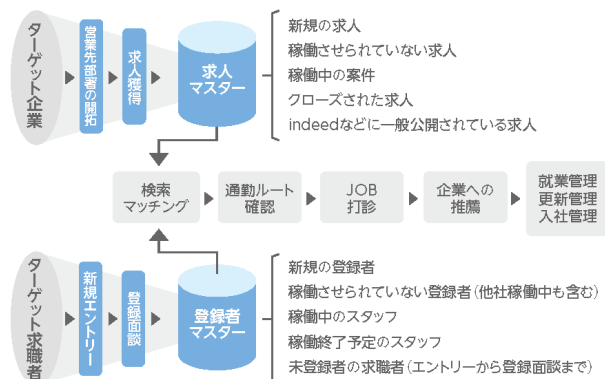 ターゲット企業
営業先部署の開拓
求人獲得
求人
マスター
新規の求人
稼働させられていない求人
稼働中の案件
クローズされた求人
indeedなどに一般公開されている求人
検索
マッチング
通勤ルート
確認
JOB
打診
企業への
推薦
就業管理
更新管理
入社管理
ターゲット求職者
新規エントリー
登録面談
登録者
マスター
新規の登録者
稼働させられていない登録者(他社稼働中も含む)
稼働中のスタッフ
稼働終了予定のスタッフ
未登録者の求職者(エントリーから登録面談まで)